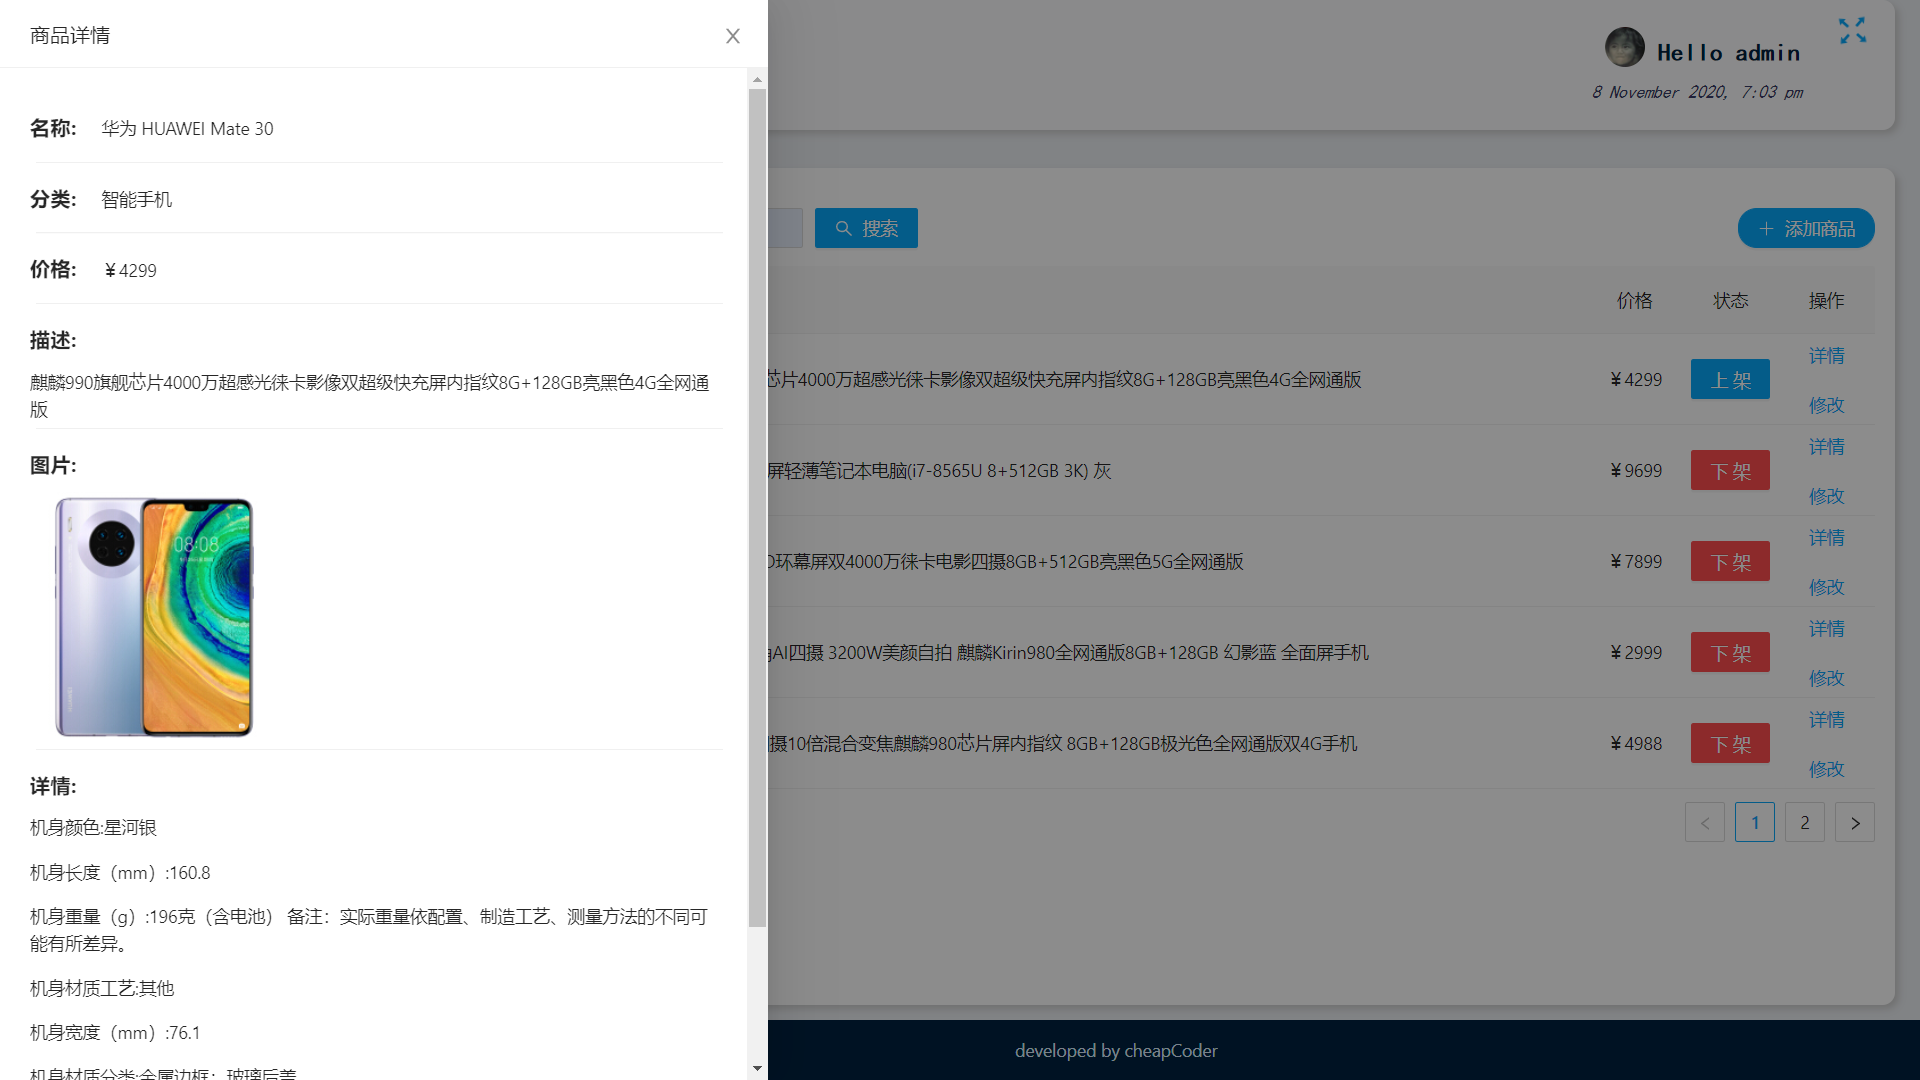 商品详情
名称:
华为 HUAWEI Mate 30
分类:
智能手机
价格:
￥4299
描述:
麒麟990旗舰芯片4000万超感光徕卡影像双超级快充屏内指纹8G+128GB亮黑色4G全网通
版
图片:
08:08
详情:
机身颜色:星河银
机身长度（mm）:160.8
机身重量（g）:196克（含电池） 备注：实际重量依配置、制造工艺、测量方法的不同可
能有所差异。
机身材质工艺:其他
机身宽度（mm）:76.1
机身材质分类:金属边框；玻璃后盖
Hello admin
8 November 2020, 7:03 pm
搜索
添加商品
价格 状态 操作
芯片4000万超感光徕卡影像双超级快充屏内指纹8G+128GB亮黑色4G全网通版 ￥4299 上架 详情
修改
屏轻薄笔记本电脑(i7-8565U 8+512GB 3K) 灰 ￥9699 下架 详情
修改
环幕屏双4000万徕卡电影四摄8GB+512GB亮黑色5G全网通版 ￥7899 下架 详情
修改
AI四摄 3200W美颜自拍 麒麟Kirin980全网通版8GB+128GB 幻影蓝 全面屏手机 ￥2999 下架 详情
修改
摄10倍混合变焦麒麟980芯片屏内指纹 8GB+128GB极光色全网通版双4G手机 ￥4988 下架 详情
修改
1 2
developed by cheapCoder